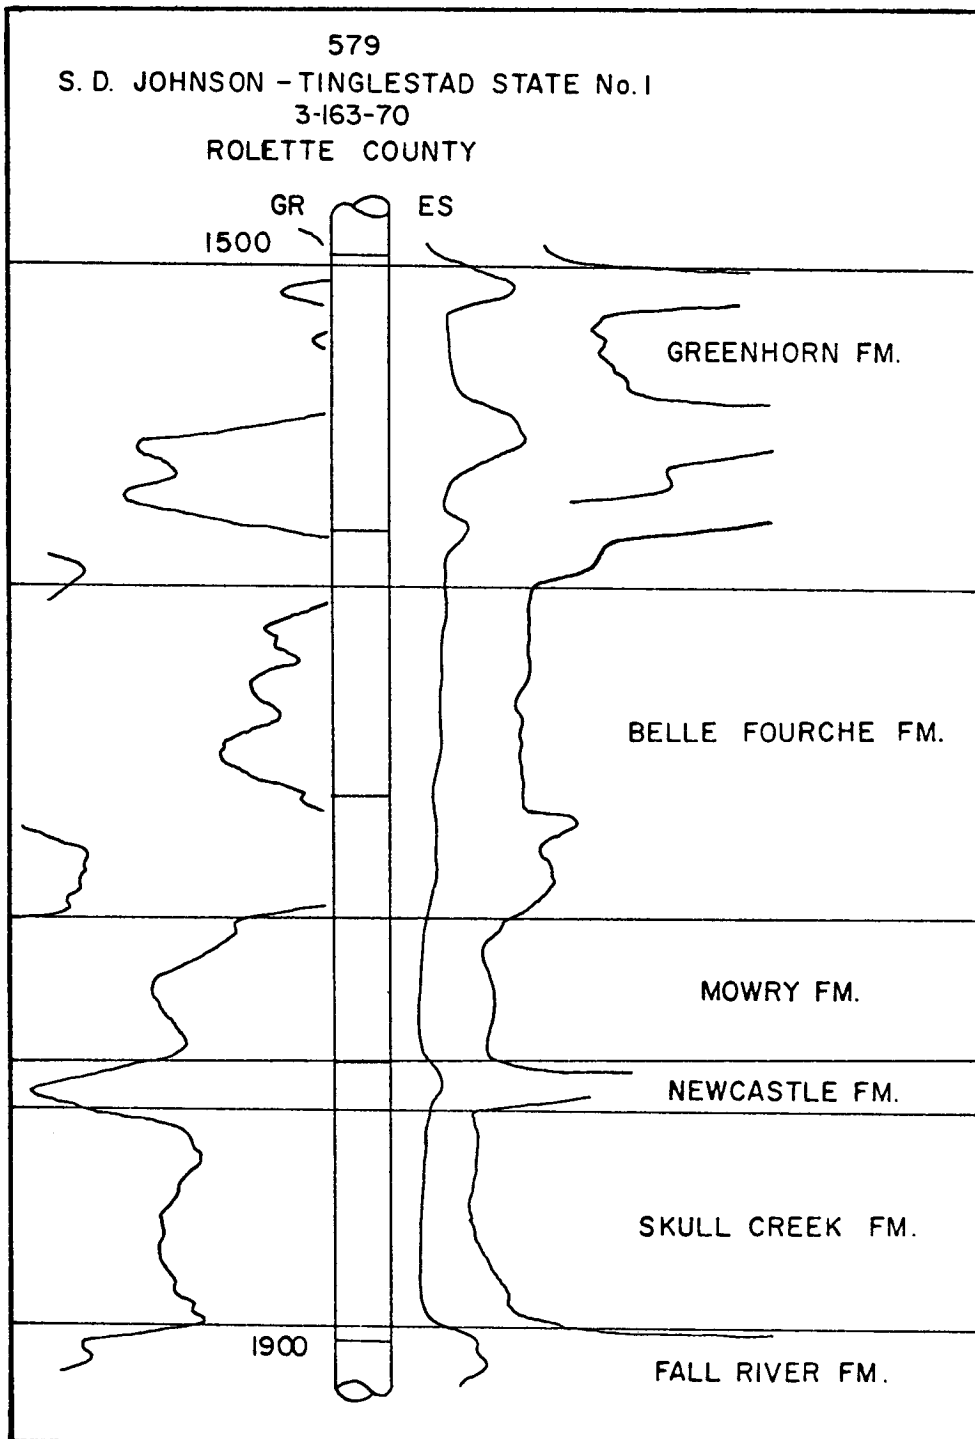 579
S. D. JOHNSON - TINGLESTAD STATE No. 1
3-163-70
ROLETTE COUNTY
GR ES
1500
GREENHORN FM.
BELLE FOURCHE FM.
MOWRY FM.
NEWCASTLE FM.
SKULL CREEK FM.
1900
FALL RIVER FM.